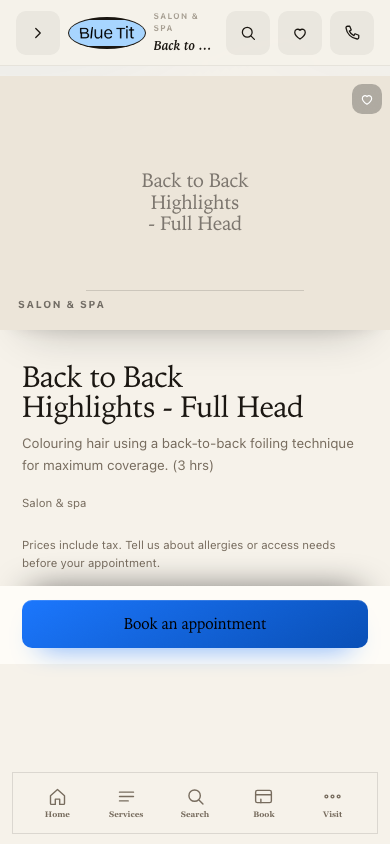 Blue Tit
SALON &
SPA
Back to ...
Back to Back
Highlights
- Full Head
SALON & SPA
Back to Back
Highlights - Full Head
Colouring hair using a back-to-back foiling technique
for maximum coverage. (3 hrs)
Salon & spa
Prices include tax. Tell us about allergies or access needs
before your appointment.
Book an appointment
Home
Services
Search
Book
Visit